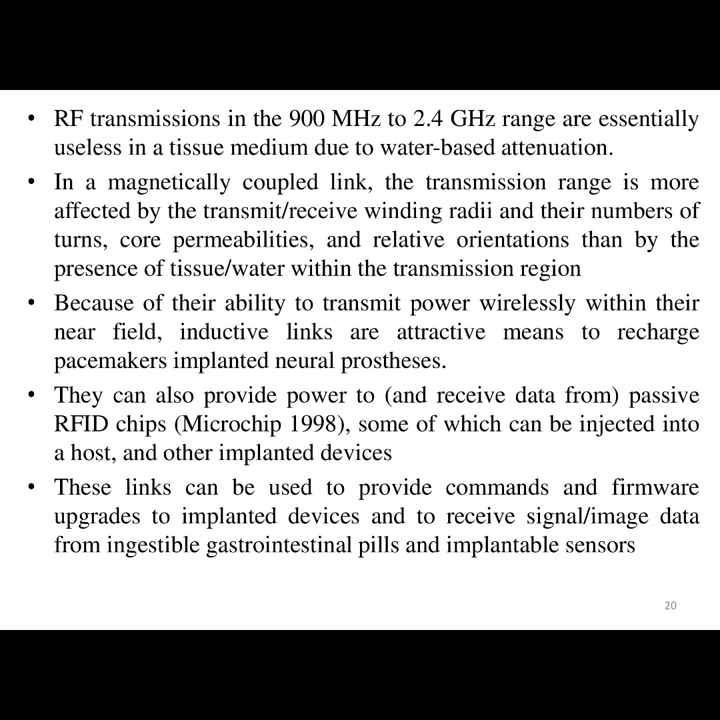 • RF transmissions in the 900 MHz to 2.4 GHz range are essentially
useless in a tissue medium due to water-based attenuation.
• In a magnetically coupled link, the transmission range is more
affected by the transmit/receive winding radii and their numbers of
turns, core permeabilities, and relative orientations than by the
presence of tissue/water within the transmission region
• Because of their ability to transmit power wirelessly within their
near field, inductive links are attractive means to recharge
pacemakers implanted neural prostheses.
• They can also provide power to (and receive data from) passive
RFID chips (Microchip 1998), some of which can be injected into
a host, and other implanted devices
• These links can be used to provide commands and firmware
upgrades to implanted devices and to receive signal/image data
from ingestible gastrointestinal pills and implantable sensors
20